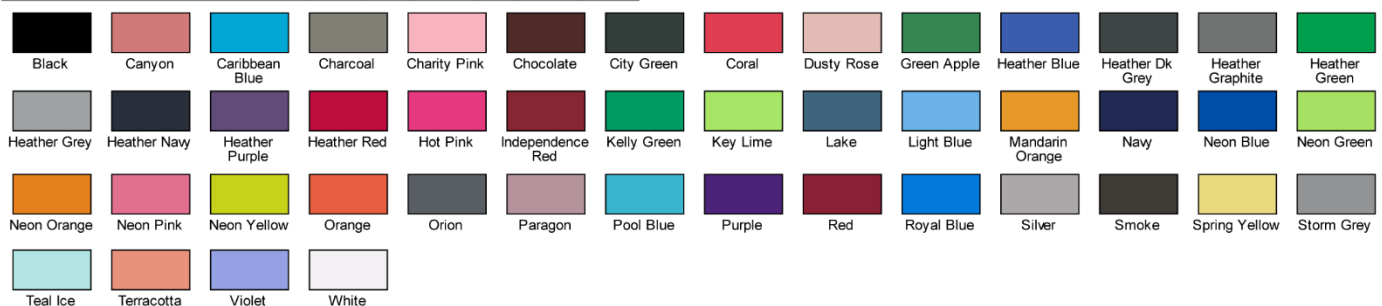 Black Canyon Caribbean Blue Charcoal Charity Pink Chocolate City Green Coral Dusty Rose Green Apple Heather Blue Heather Dk Grey Heather Graphite Heather Green
Heather Grey Heather Navy Heather Purple Heather Red Hot Pink Independence Red Kelly Green Key Lime Lake Light Blue Mandarin Orange Navy Neon Blue Neon Green
Neon Orange Neon Pink Neon Yellow Orange Orion Paragon Pool Blue Purple Red Royal Blue Silver Smoke Spring Yellow Storm Grey
Teal Ice Terracotta Violet White